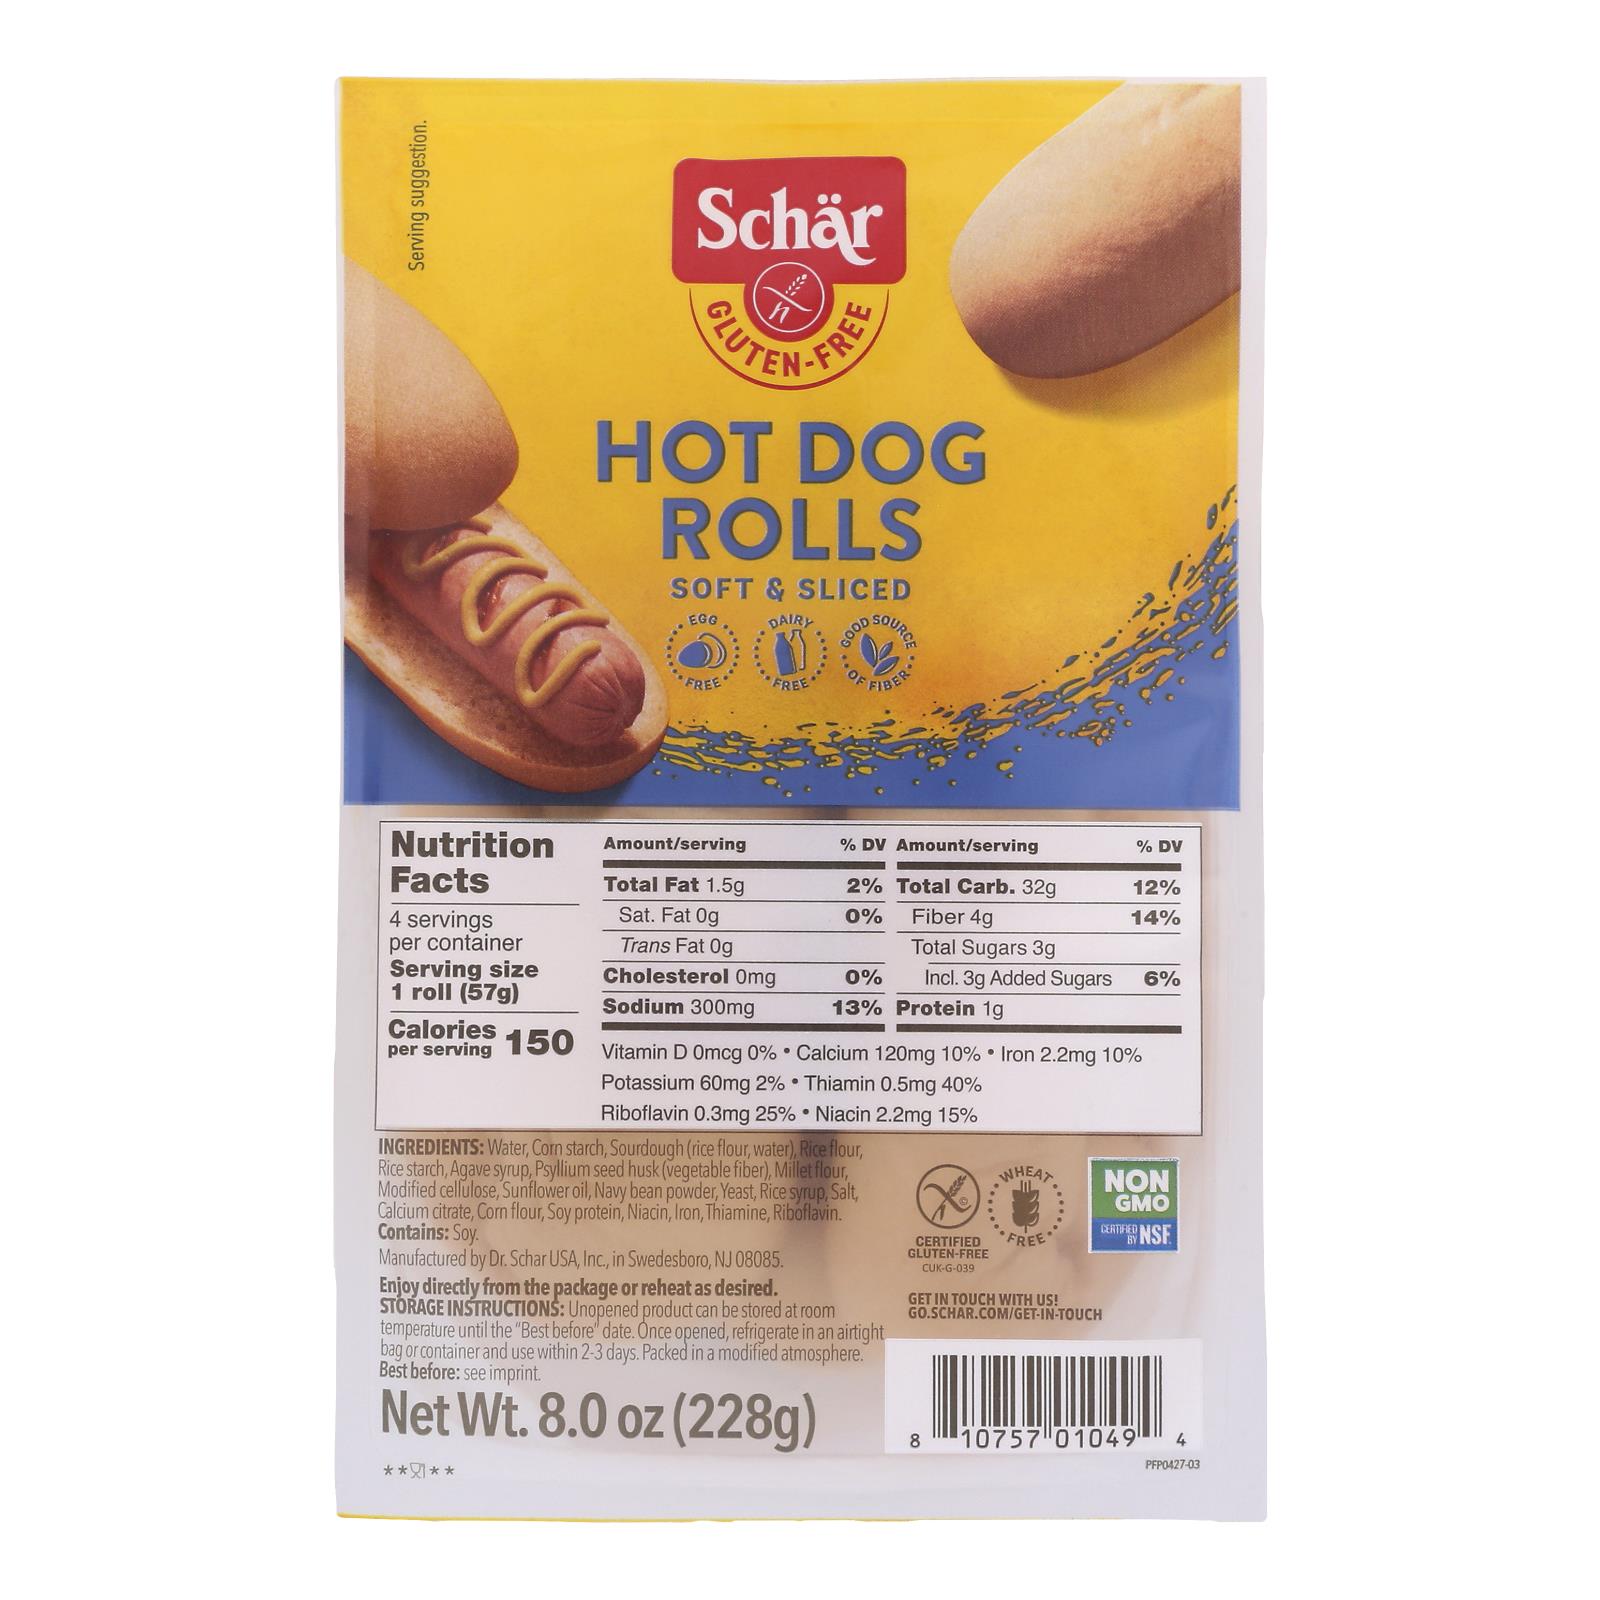 Serving suggestion.
Schär
GLUTEN-FREE
HOT DOG
ROLLS
SOFT & SLICED
EGG FREE
DAIRY FREE
GOOD SOURCE OF FIBER
Nutrition
Facts
4 servings
per container
Serving size
1 roll (57g)
Calories
per serving 150
Amount/serving % DV
Total Fat 1.5g 2%
Sat. Fat 0g 0%
Trans Fat 0g
Cholesterol 0mg 0%
Sodium 300mg 13%
Amount/serving % DV
Total Carb. 32g 12%
Fiber 4g 14%
Total Sugars 3g
Incl. 3g Added Sugars 6%
Protein 1g
Vitamin D 0mcg 0% • Calcium 120mg 10% • Iron 2.2mg 10%
Potassium 60mg 2% • Thiamin 0.5mg 40%
Riboflavin 0.3mg 25% • Niacin 2.2mg 15%
INGREDIENTS: Water, Corn starch, Sourdough (rice flour, water), Rice flour,
Rice starch, Agave syrup, Psyllium seed husk (vegetable fiber), Millet flour,
Modified cellulose, Sunflower oil, Navy bean powder, Yeast, Rice syrup, Salt,
Calcium citrate, Corn flour, Soy protein, Niacin, Iron, Thiamine, Riboflavin.
Contains: Soy.
Manufactured by Dr. Schar USA, Inc., in Swedesboro, NJ 08085.
Enjoy directly from the package or reheat as desired.
STORAGE INSTRUCTIONS: Unopened product can be stored at room
temperature until the "Best before" date. Once opened, refrigerate in an airtight
bag or container and use within 2-3 days. Packed in a modified atmosphere.
Best before: see imprint.
Net Wt. 8.0 oz (228g)
CERTIFIED
GLUTEN-FREE
CUK-G-039
WHEAT FREE
NON
GMO
CERTIFIED
BY NSF
GET IN TOUCH WITH US!
GO.SCHAR.COM/GET-IN-TOUCH
8 10757 01049 4
PFP0427-03